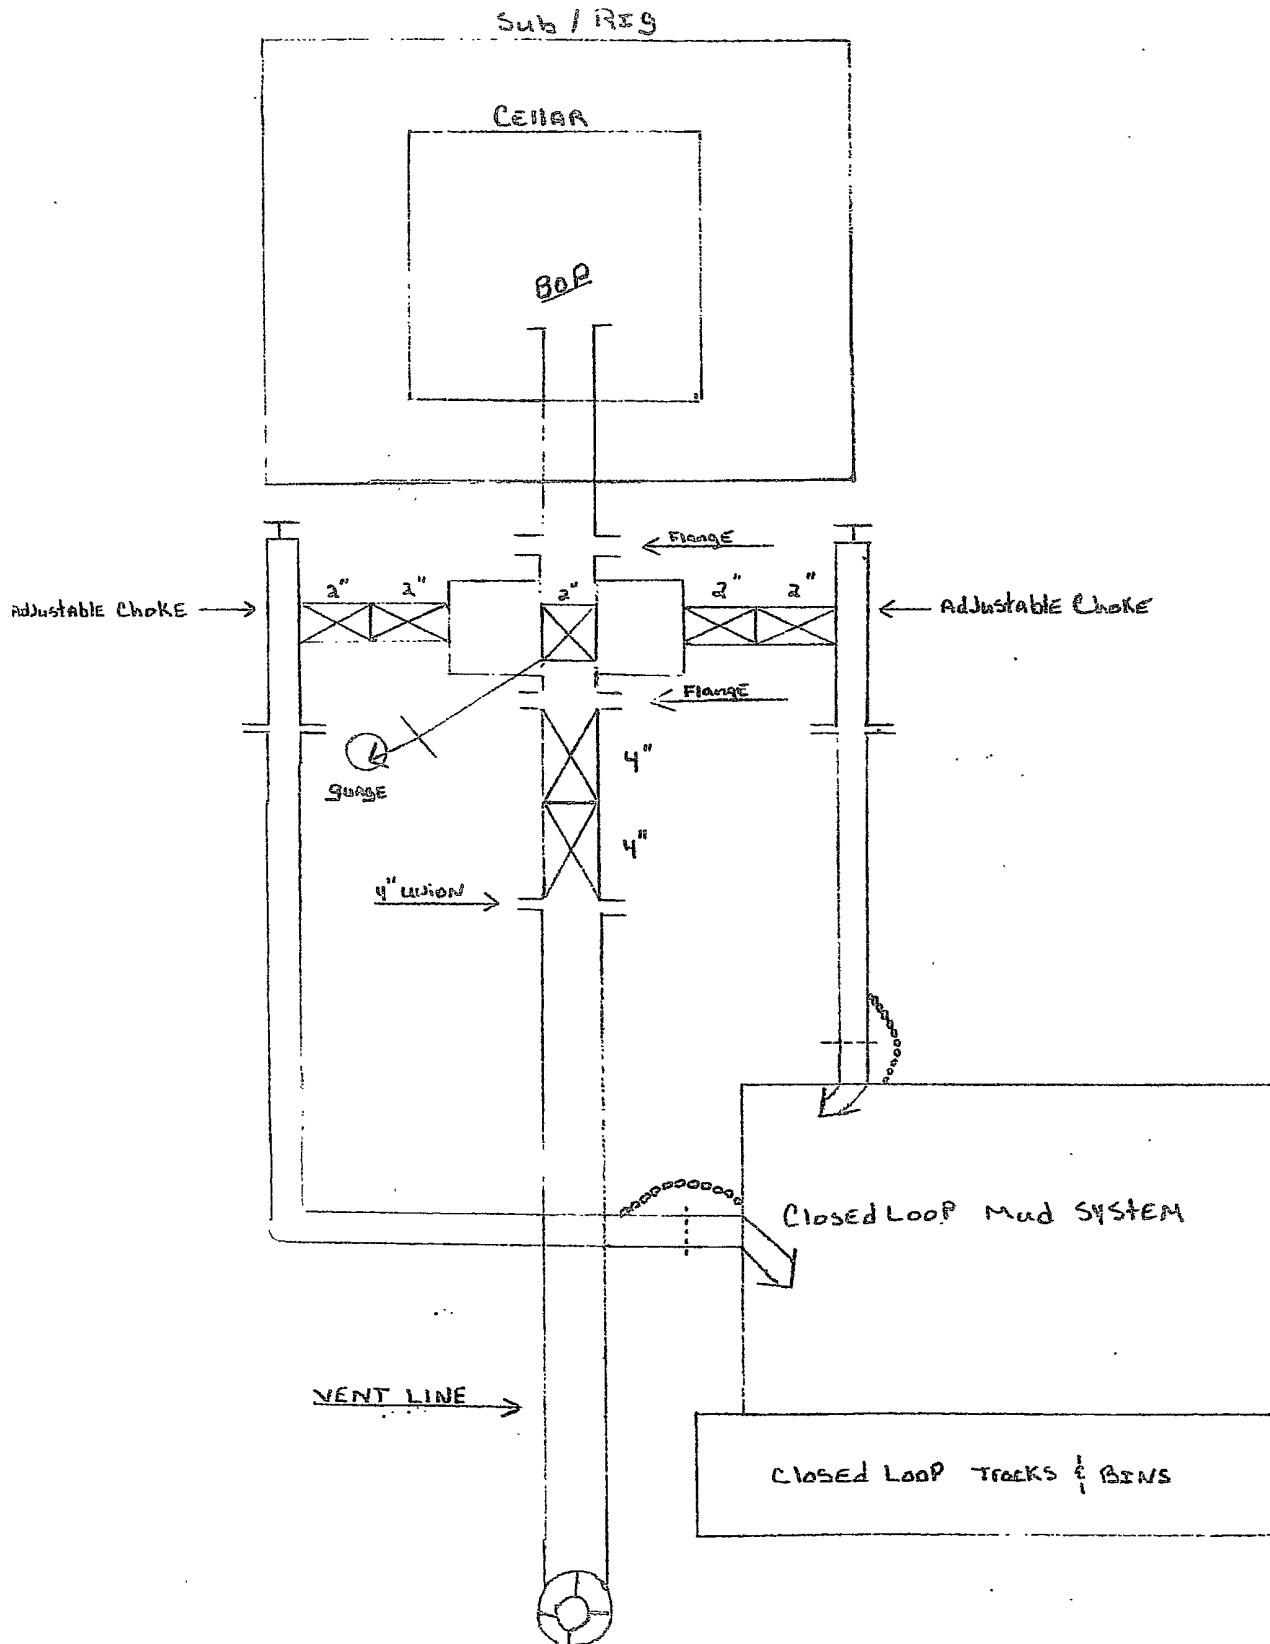 Sub / RIg
CEllAR
BOP
Flange
2" 2" 2" 2" 2"
Adjustable Choke
Adjustable Choke
Flange
4"
guage
4"
4" union
Closed Loop Mud SYSTEM
VENT LINE
Closed Loop Tracks & BINS